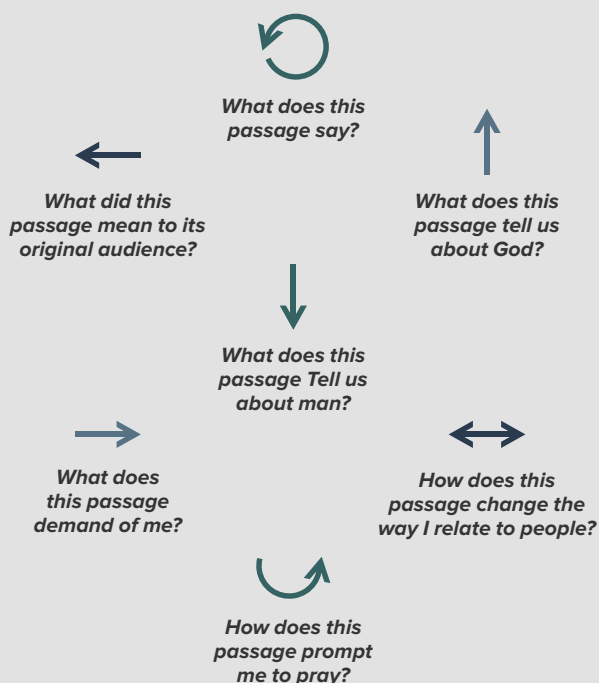 What does this
passage say?
What did this
passage mean to its
original audience?
What does this
passage tell us
about God?
What does this
passage Tell us
about man?
What does
this passage
demand of me?
How does this
passage change the
way I relate to people?
How does this
passage prompt
me to pray?